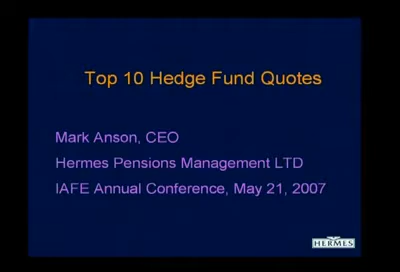 Top 10 Hedge Fund Quotes
Mark Anson, CEO
Hermes Pensions Management LTD
IAFE Annual Conference, May 21, 2007
HERMES